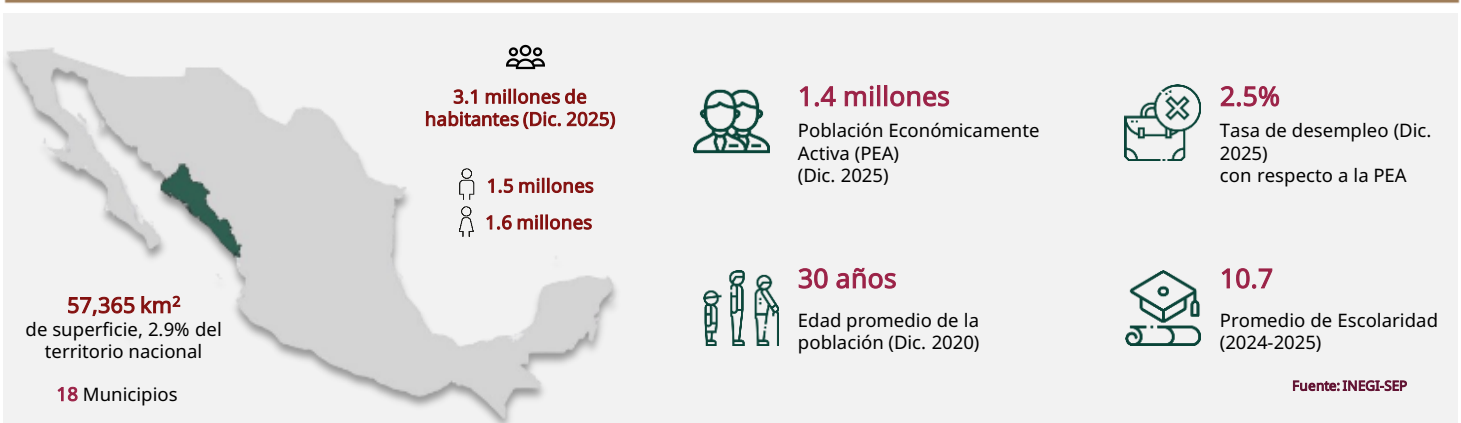 3.1 millones de
habitantes (Dic. 2025)
1.5 millones
1.6 millones
57,365 km²
de superficie, 2.9% del
territorio nacional
18 Municipios
1.4 millones
Población Económicamente
Activa (PEA)
(Dic. 2025)
2.5%
Tasa de desempleo (Dic.
2025)
con respecto a la PEA
30 años
Edad promedio de la
población (Dic. 2020)
10.7
Promedio de Escolaridad
(2024-2025)
Fuente: INEGI-SEP